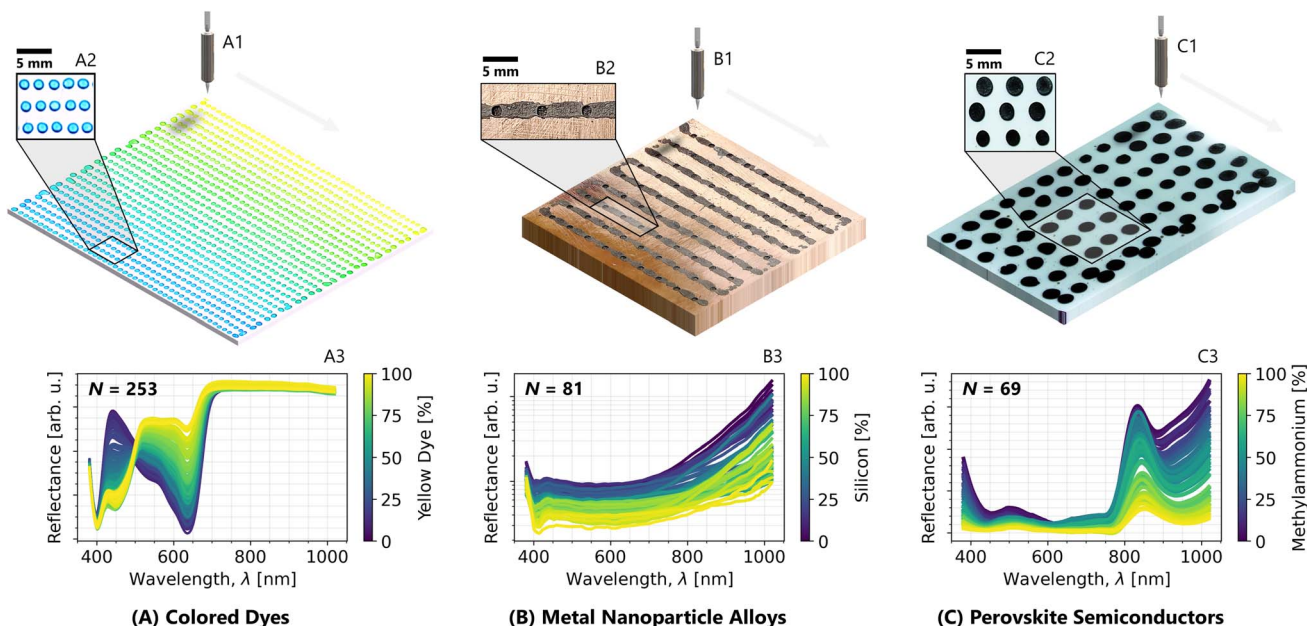 A1
A2
5 mm
B1
B2
5 mm
C1
C2
5 mm
A3
N = 253
Reflectance [arb. u.]
400 600 800 1000
Wavelength, λ [nm]
100
75
50
25
0
Yellow Dye [%]
(A) Colored Dyes
B3
N = 81
Reflectance [arb. u.]
400 600 800 1000
Wavelength, λ [nm]
100
75
50
25
0
Silicon [%]
(B) Metal Nanoparticle Alloys
C3
N = 69
Reflectance [arb. u.]
400 600 800 1000
Wavelength, λ [nm]
100
75
50
25
0
Methylammonium [%]
(C) Perovskite Semiconductors